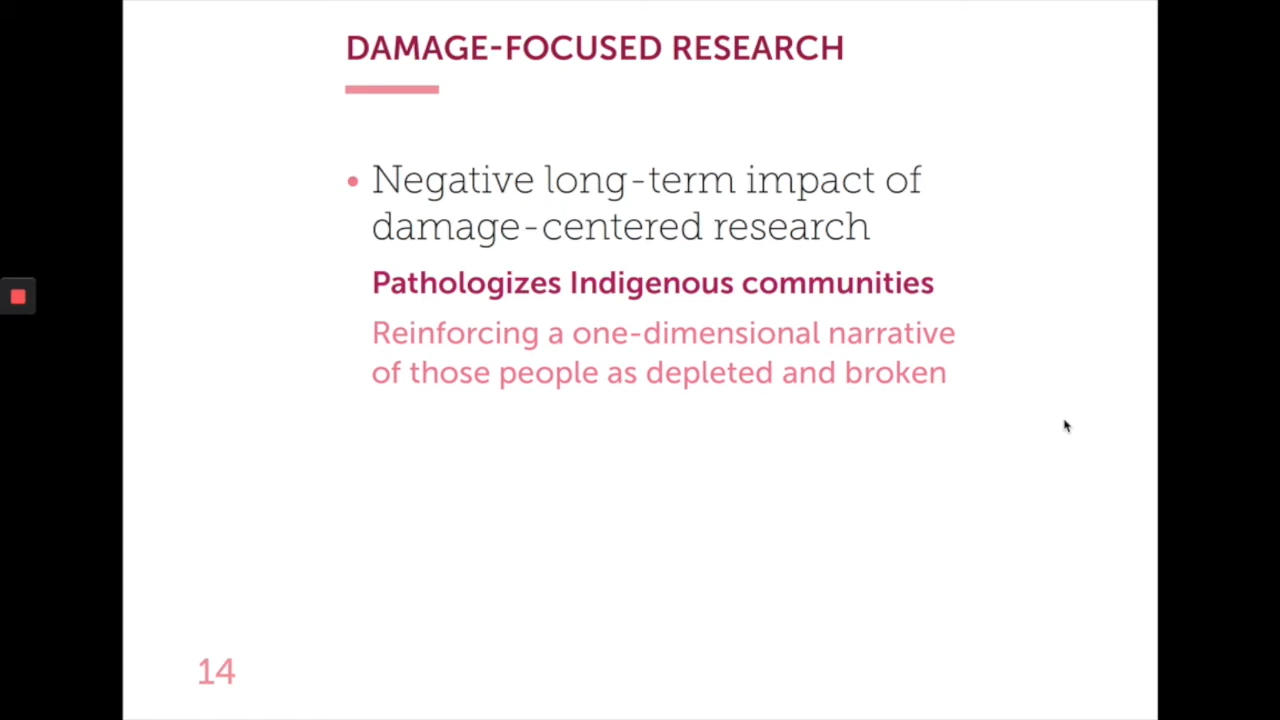 DAMAGE-FOCUSED RESEARCH
• Negative long-term impact of
damage-centered research
Pathologizes Indigenous communities
Reinforcing a one-dimensional narrative
of those people as depleted and broken
14